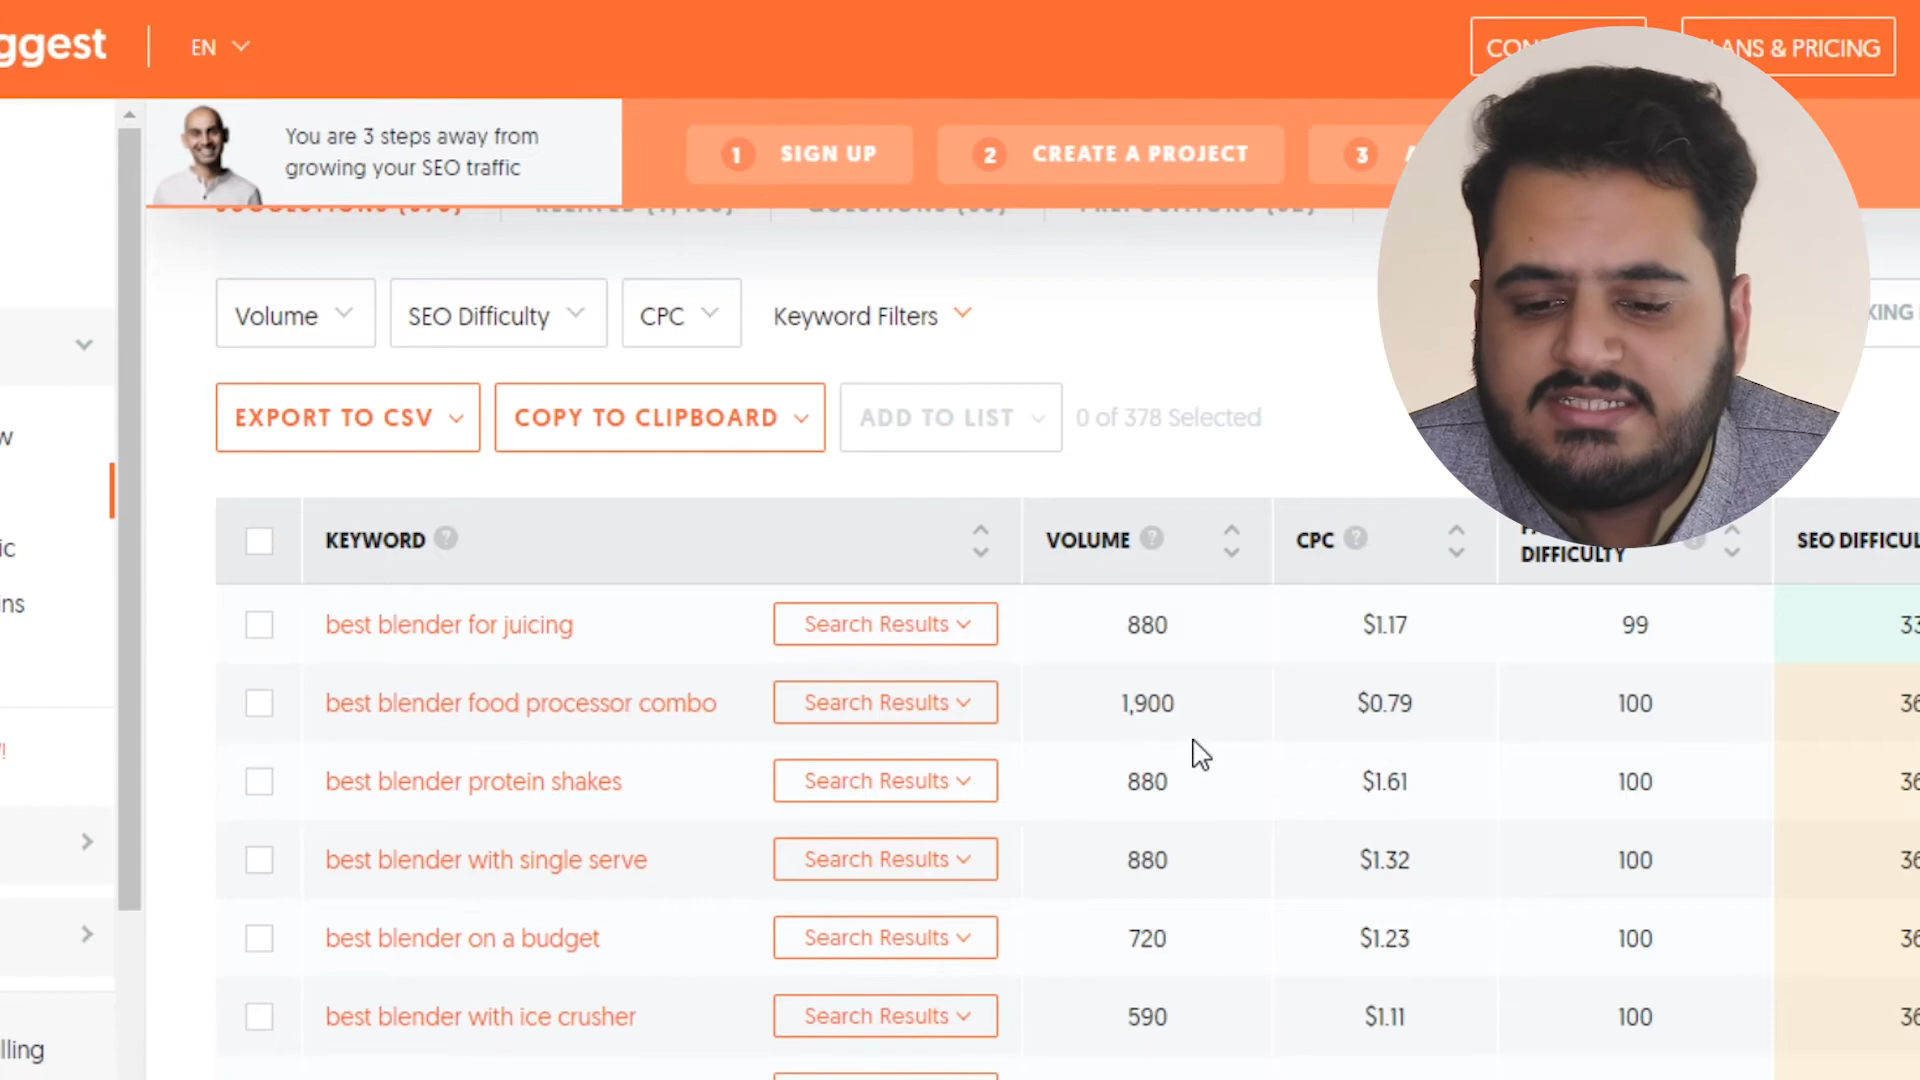 EN
PLANS & PRICING
You are 3 steps away from
growing your SEO traffic
1 SIGN UP
2 CREATE A PROJECT
3
Volume
SEO Difficulty
CPC
Keyword Filters
EXPORT TO CSV
COPY TO CLIPBOARD
ADD TO LIST
0 of 378 Selected
KEYWORD VOLUME CPC DIFFICULTY SEO
best blender for juicing Search Results 880 $1.17 99
best blender food processor combo Search Results 1,900 $0.79 100
best blender protein shakes Search Results 880 $1.61 100
best blender with single serve Search Results 880 $1.32 100
best blender on a budget Search Results 720 $1.23 100
best blender with ice crusher Search Results 590 $1.11 100